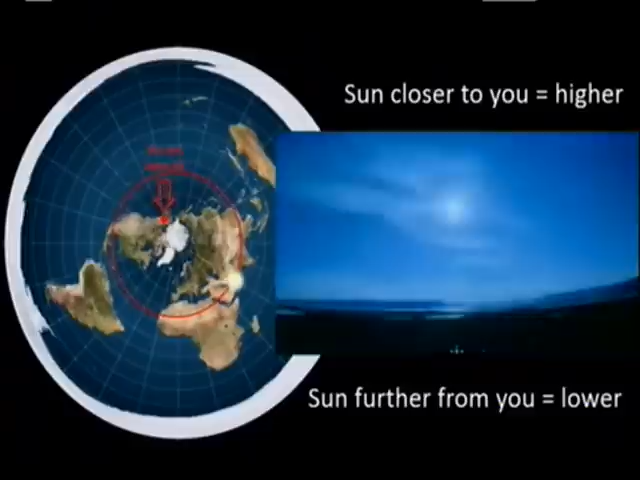 Sun closer to you = higher
Sun further from you = lower